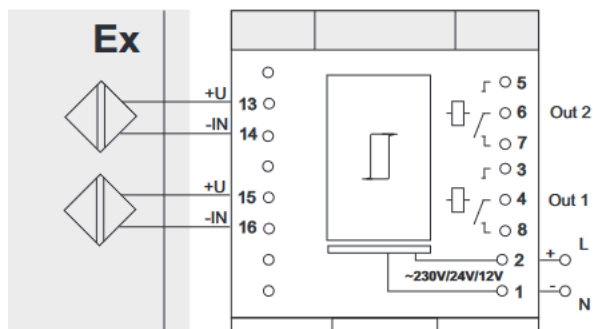 Ex
+U 13
-IN 14
+U 15
-IN 16
5
6 Out 2
7
3
4 Out 1
8
2 + L
~230V/24V/12V
1 - N